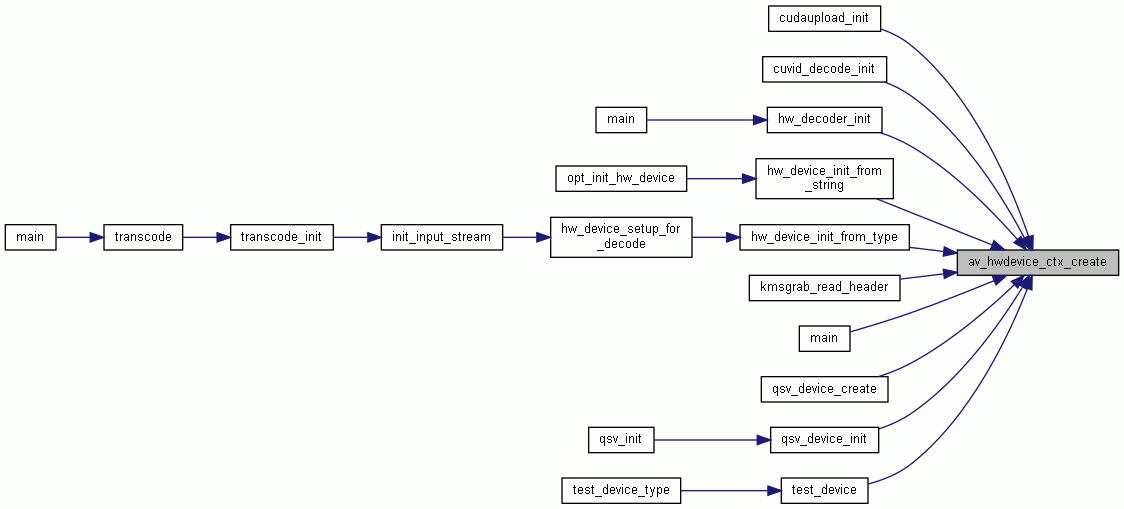 cudaupload_init
cuvid_decode_init
main
hw_decoder_init
opt_init_hw_device
hw_device_init_from
_string
main
transcode
transcode_init
init_input_stream
hw_device_setup_for
_decode
hw_device_init_from_type
av_hwdevice_ctx_create
kmsgrab_read_header
main
qsv_device_create
qsv_init
qsv_device_init
test_device_type
test_device